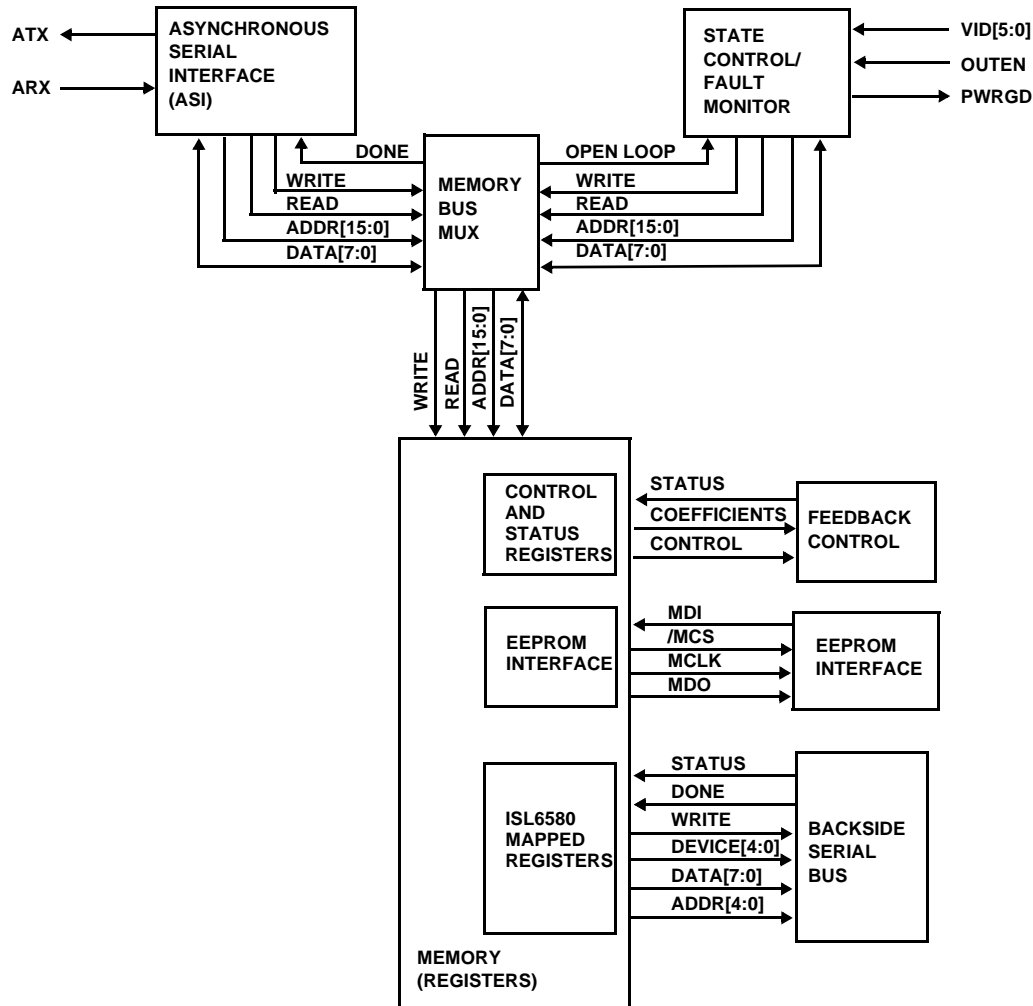 ATX
ARX
ASYNCHRONOUS
SERIAL
INTERFACE
(ASI)
STATE
CONTROL/
FAULT
MONITOR
VID[5:0]
OUTEN
PWRGD
DONE
WRITE
READ
ADDR[15:0]
DATA[7:0]
MEMORY
BUS
MUX
OPEN LOOP
WRITE
READ
ADDR[15:0]
DATA[7:0]
WRITE
READ
ADDR[15:0]
DATA[7:0]
CONTROL
AND
STATUS
REGISTERS
STATUS
COEFFICIENTS
CONTROL
FEEDBACK
CONTROL
EEPROM
INTERFACE
MDI
/MCS
MCLK
MDO
EEPROM
INTERFACE
ISL6580
MAPPED
REGISTERS
STATUS
DONE
WRITE
DEVICE[4:0]
DATA[7:0]
ADDR[4:0]
BACKSIDE
SERIAL
BUS
MEMORY
(REGISTERS)